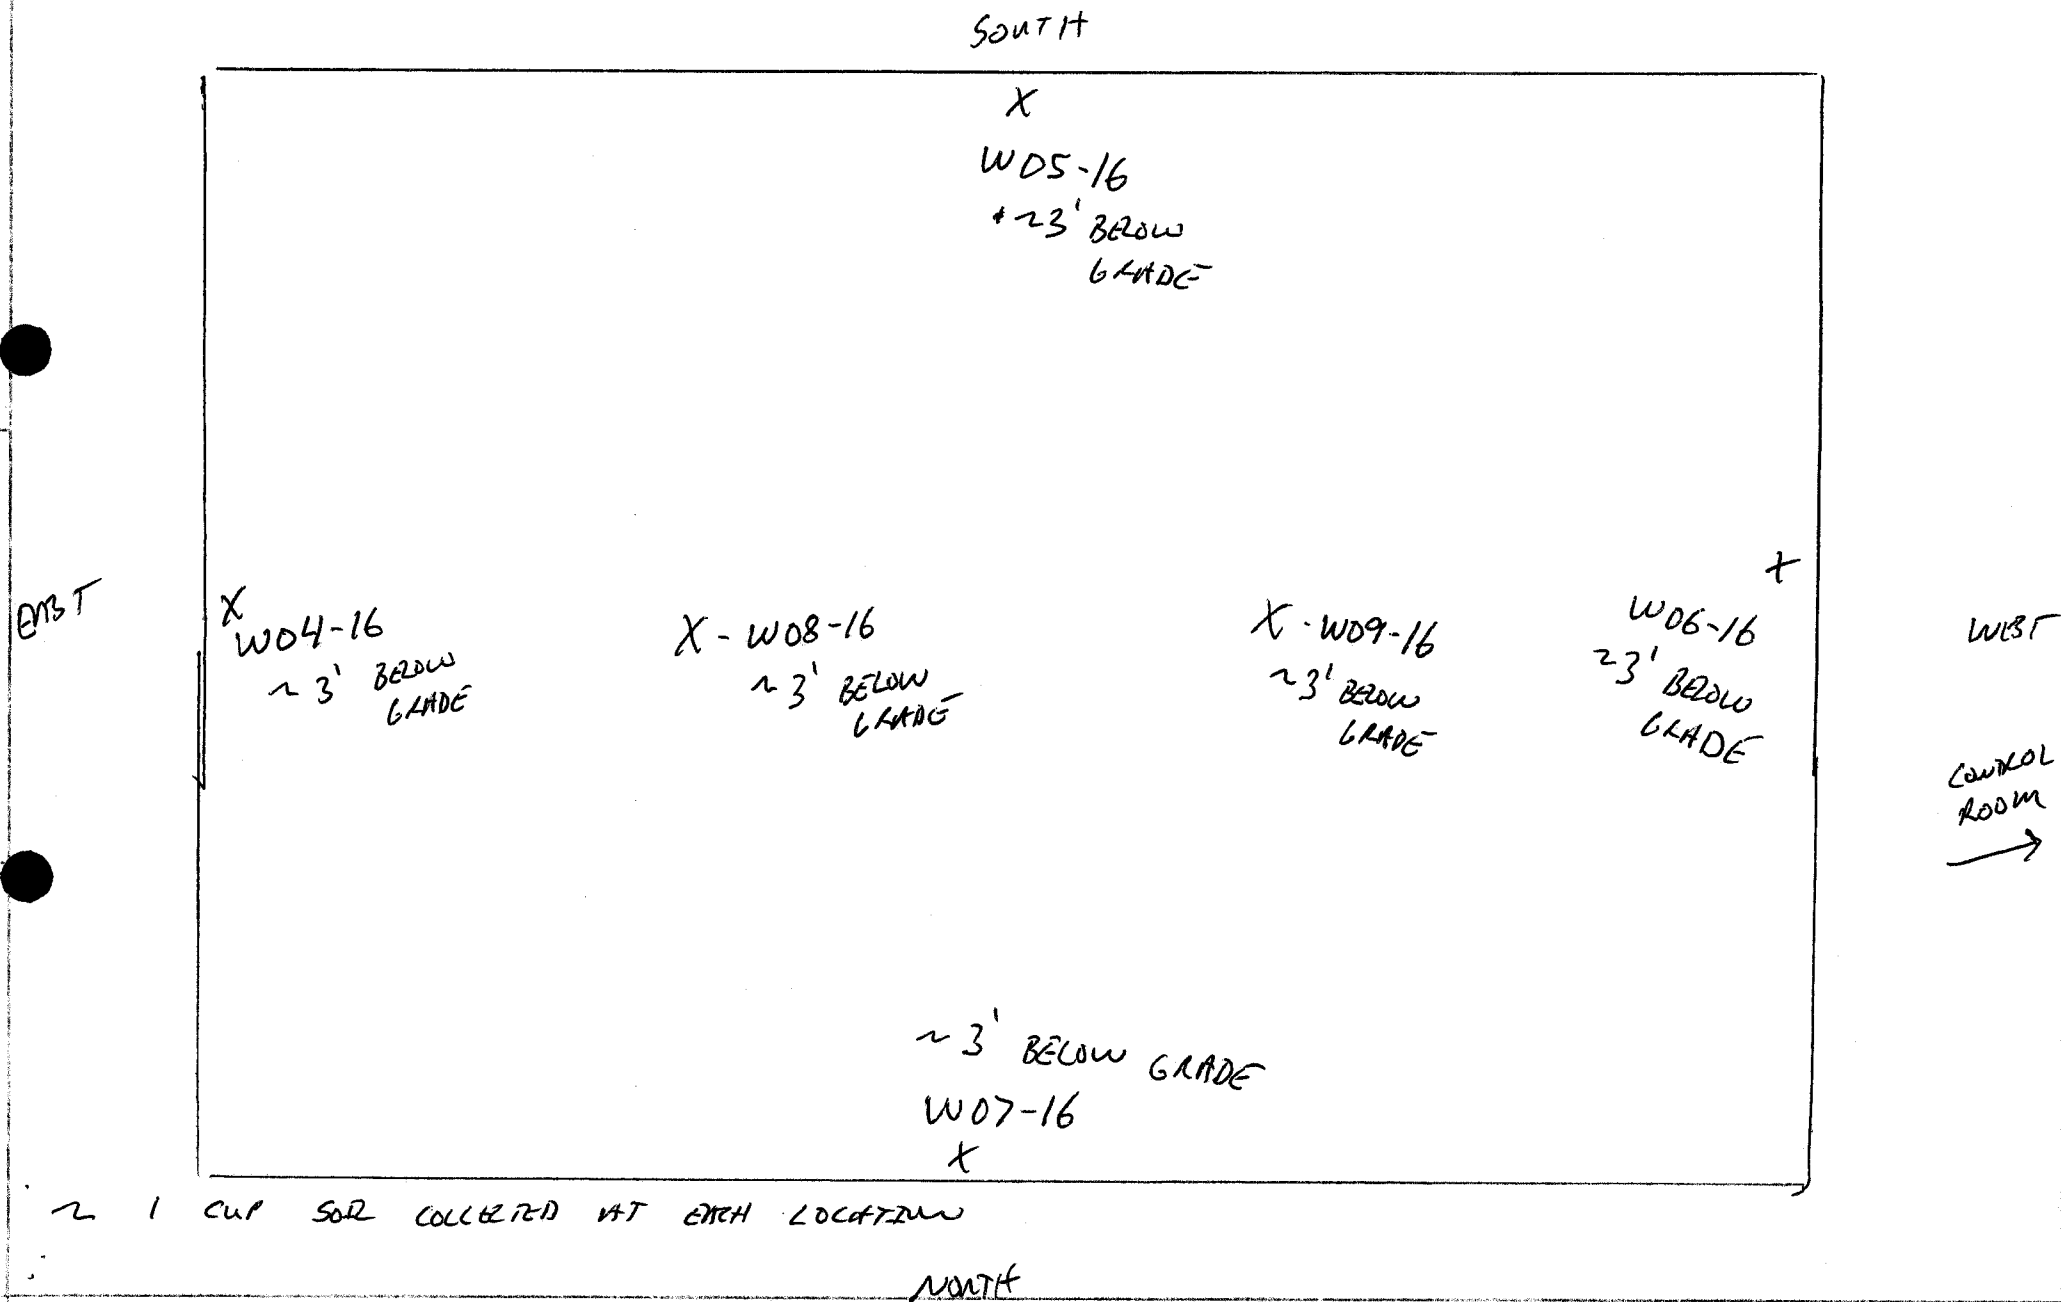 SOUTH
X
W05-16
*~3' BELOW
GRADE
EAST
X
W04-16
~ 3' BELOW
GRADE
X - W08-16
~ 3' BELOW
GRADE
X - W09-16
~3' BELOW
GRADE
X
W06-16
~3' BELOW
GRADE
WEST
CONTROL
ROOM
~ 3' BELOW GRADE
W07-16
X
~ 1 CUP SOIL COLLECTED AT EACH LOCATION
NORTH